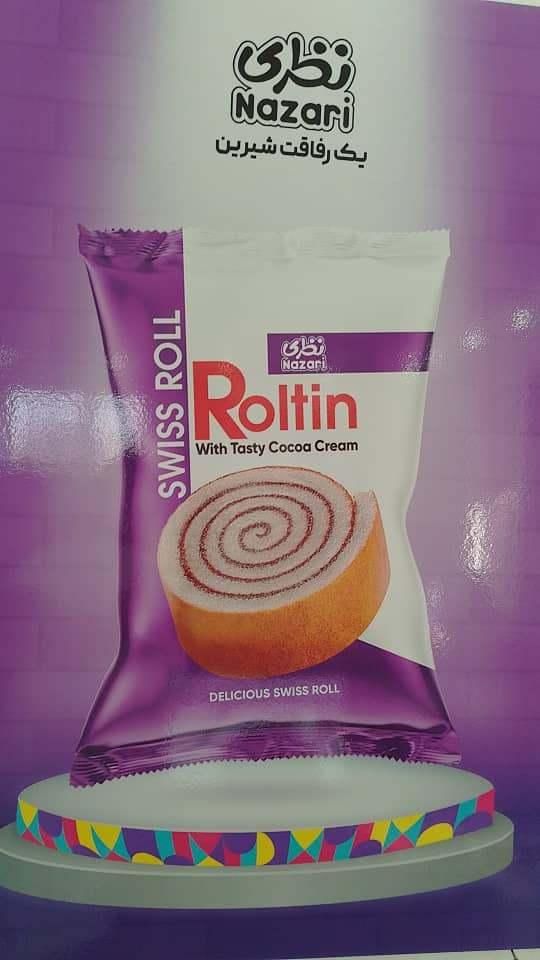 نظری
Nazari
یک رفاقت شیرین
SWISS ROLL
نظری
Nazari
Roltin
With Tasty Cocoa Cream
DELICIOUS SWISS ROLL